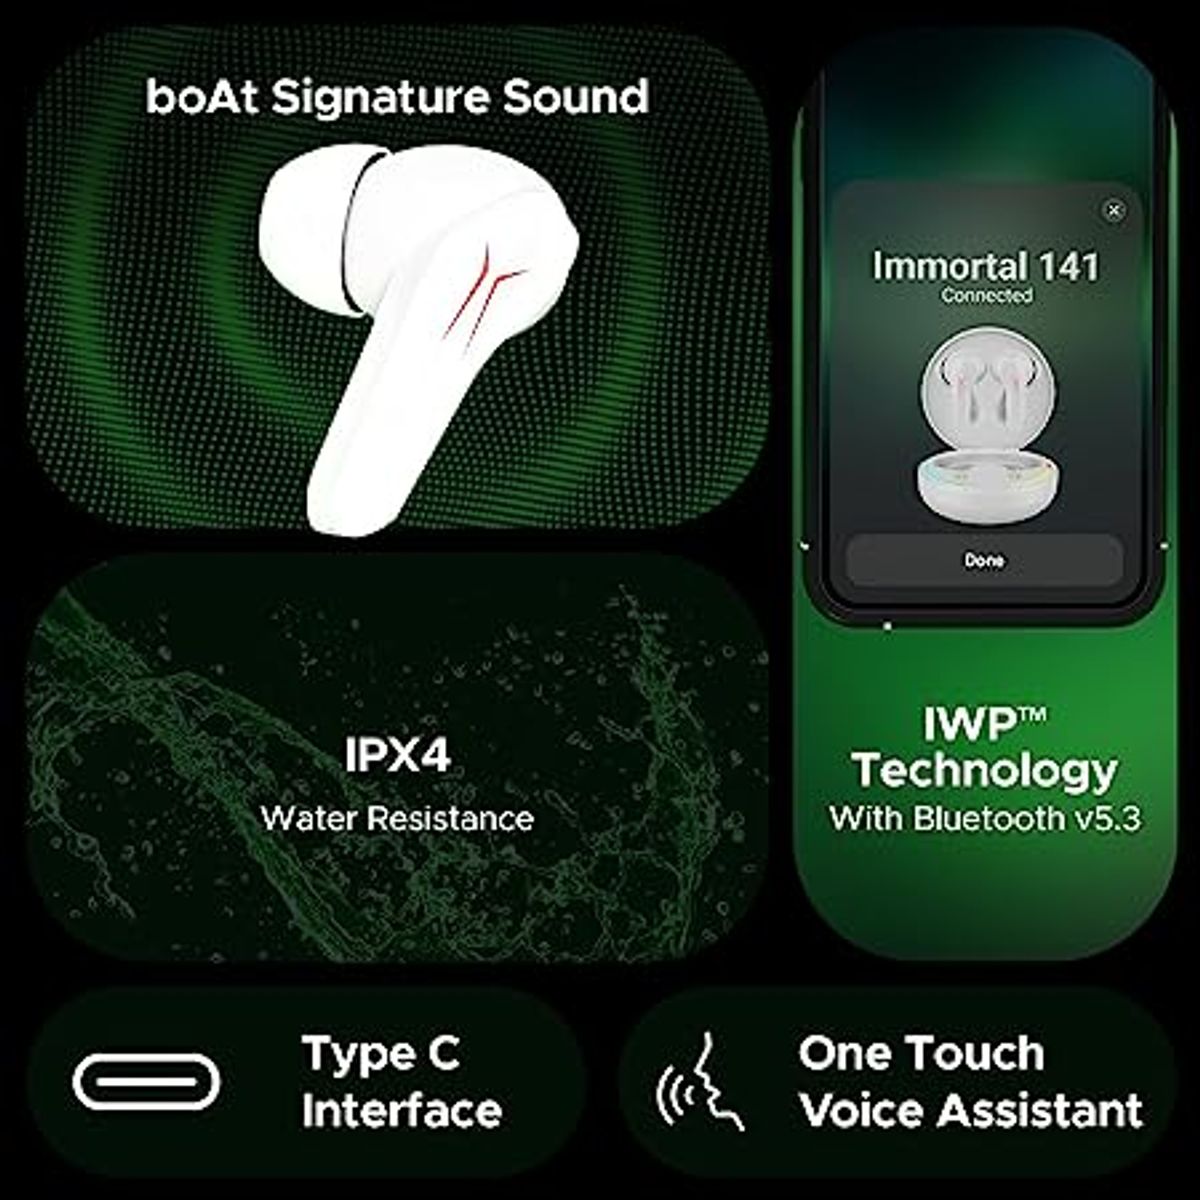 boAt Signature Sound
Immortal 141
Connected
Done
IPX4
Water Resistance
IWP™
Technology
With Bluetooth v5.3
Type C
Interface
One Touch
Voice Assistant